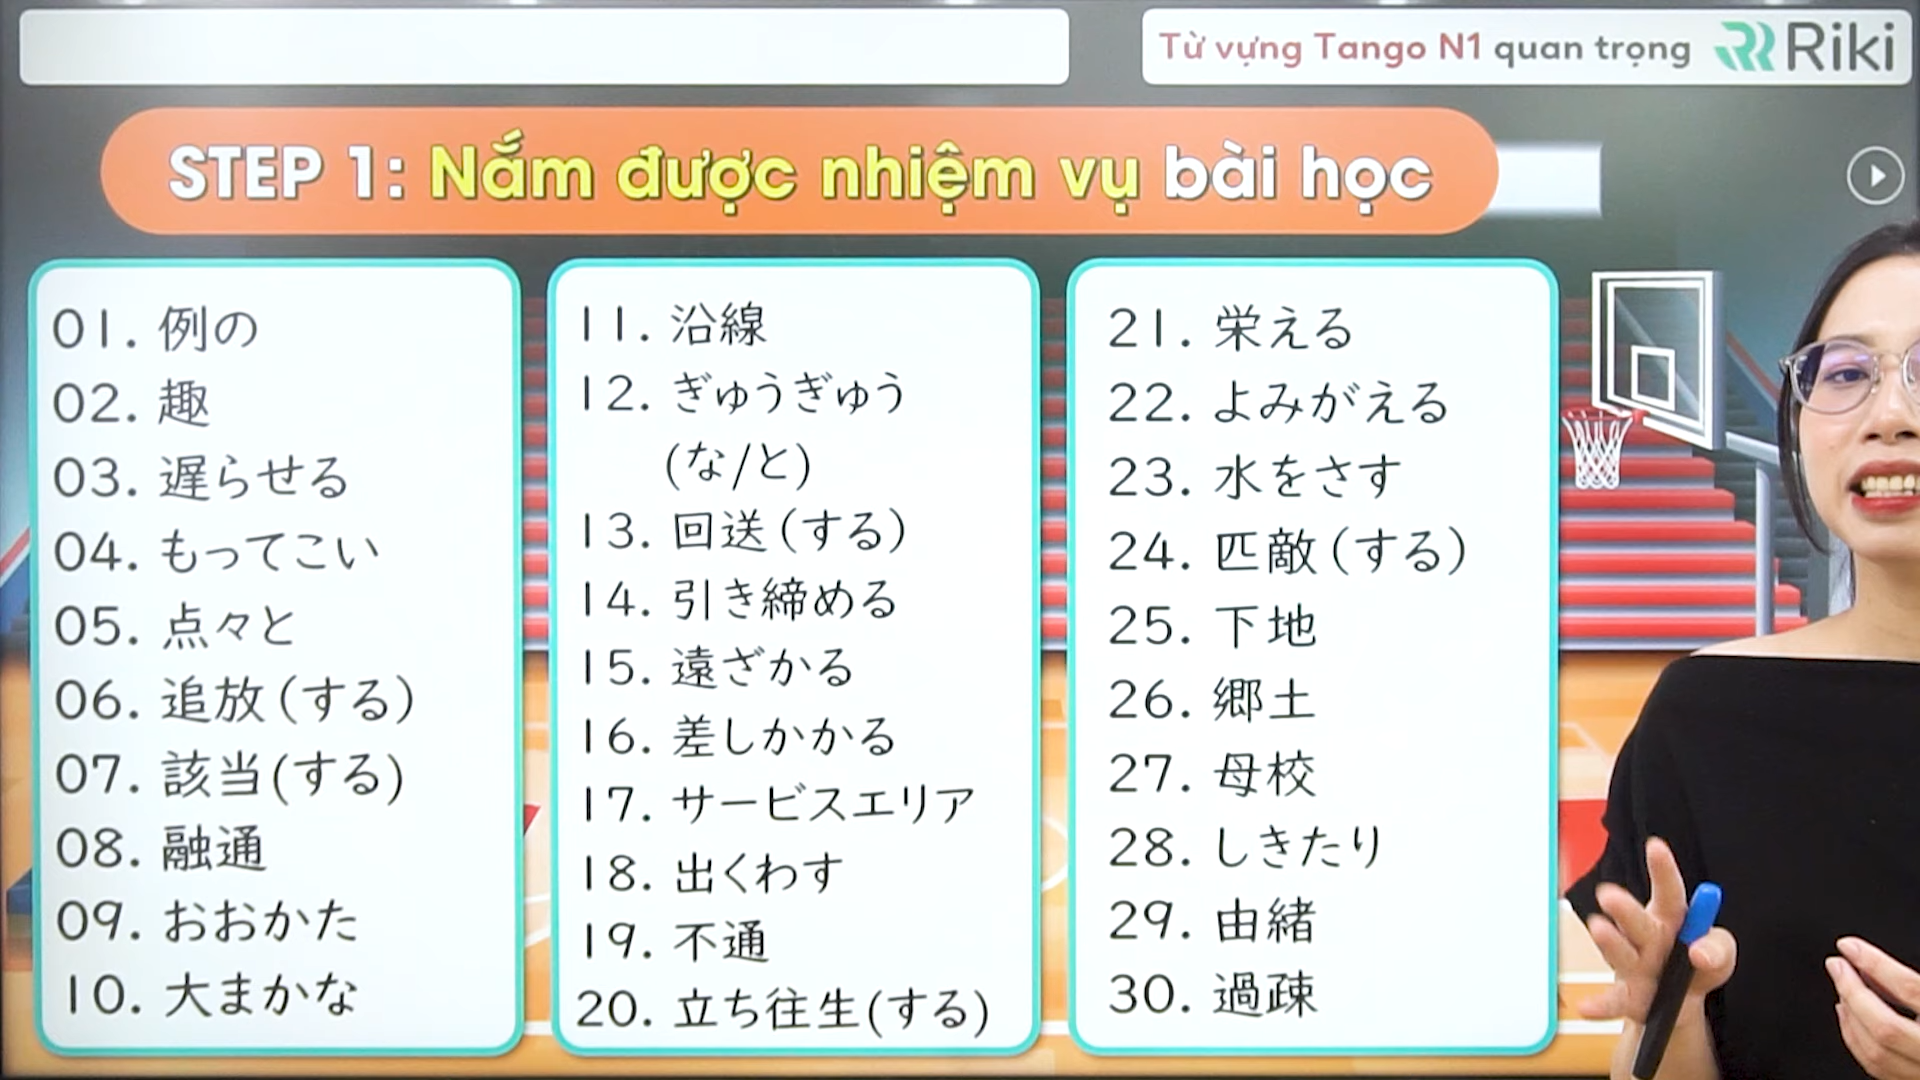 Từ vựng Tango N1 quan trọng Riki
STEP 1: Nắm được nhiệm vụ bài học
01. 例の
02. 趣
03. 遅らせる
04. もってこい
05. 点々と
06. 追放(する)
07. 該当(する)
08. 融通
09. おおかた
10. 大まかな
11. 沿線
12. ぎゅうぎゅう
(な/と)
13. 回送(する)
14. 引き締める
15. 遠ざかる
16. 差しかかる
17. サービスエリア
18. 出くわす
19. 不通
20. 立ち往生(する)
21. 栄える
22. よみがえる
23. 水をさす
24. 匹敵(する)
25. 下地
26. 郷土
27. 母校
28. しきたり
29. 由緒
30. 過疎